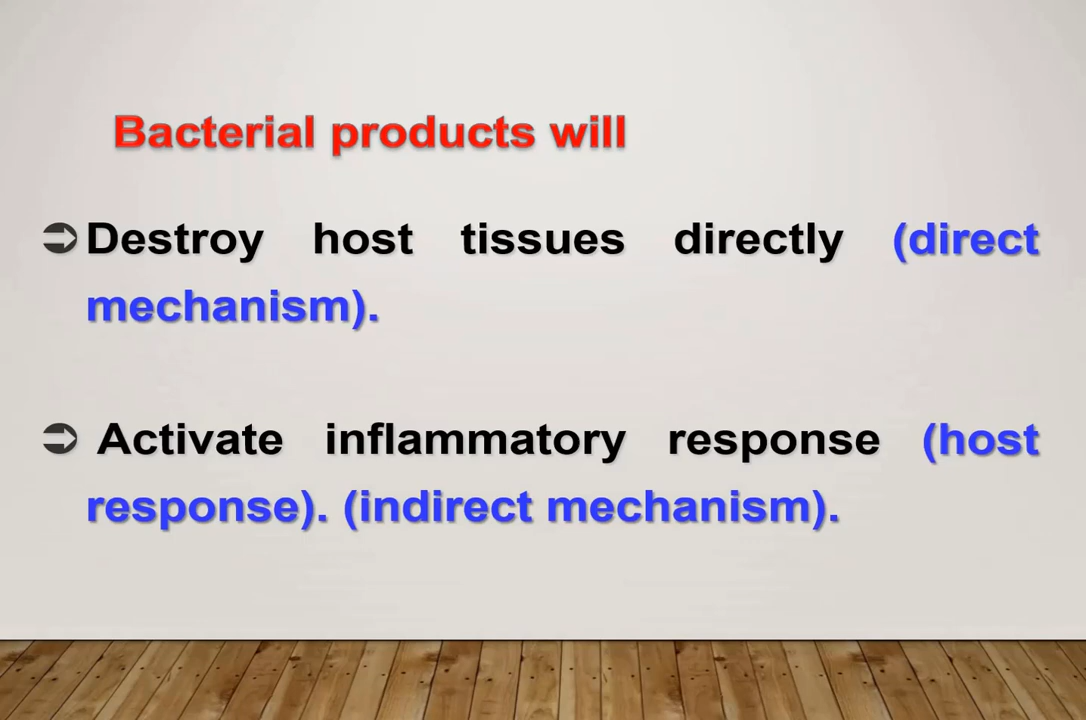 Bacterial products will
➲ Destroy host tissues directly (direct
mechanism).
➲ Activate inflammatory response (host
response). (indirect mechanism).